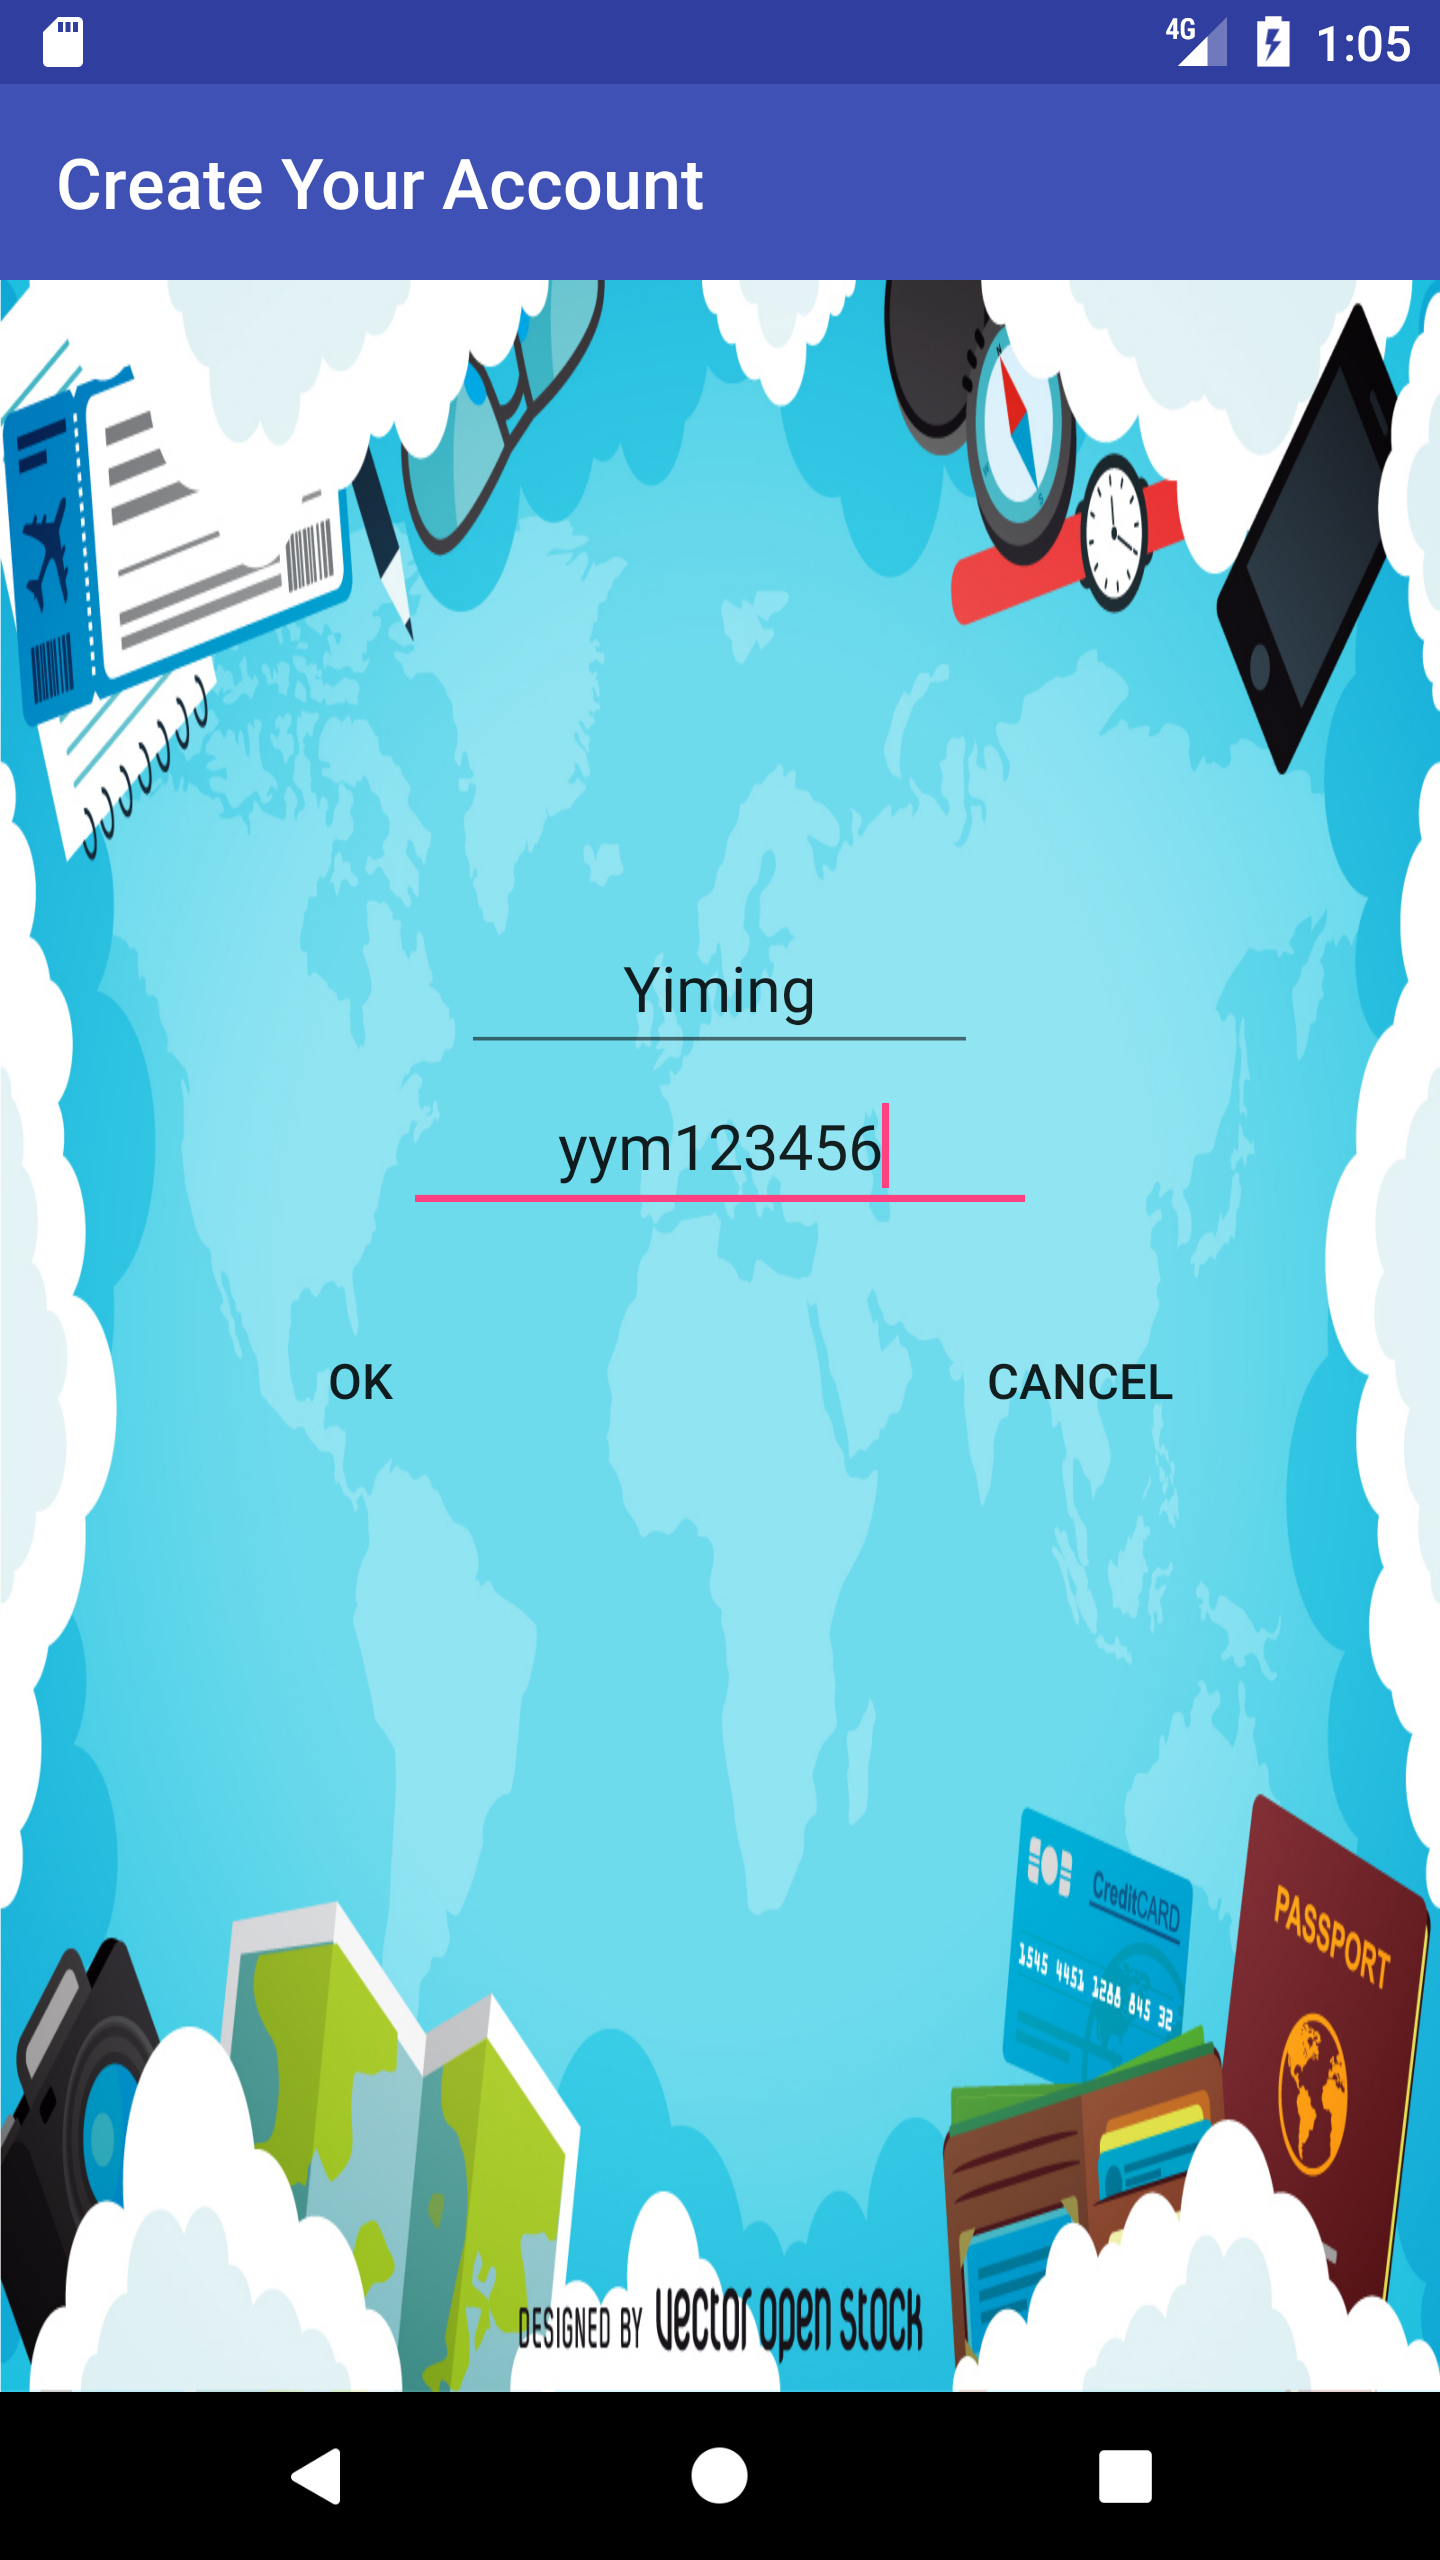 4G 1:05
Create Your Account
Yiming
yym123456
OK CANCEL
CreditCARD
1545 4451 1288 845 32
PASSPORT
DESIGNED BY Vector Open Stock